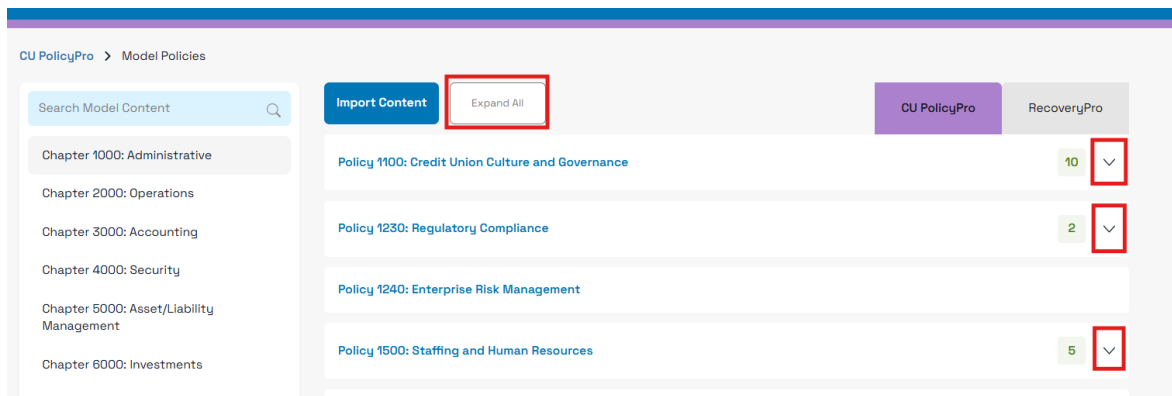 CU PolicyPro > Model Policies
Search Model Content
Chapter 1000: Administrative
Chapter 2000: Operations
Chapter 3000: Accounting
Chapter 4000: Security
Chapter 5000: Asset/Liability
Management
Chapter 6000: Investments
Import Content
Expand All
CU PolicyPro
RecoveryPro
Policy 1100: Credit Union Culture and Governance
10
Policy 1230: Regulatory Compliance
2
Policy 1240: Enterprise Risk Management
Policy 1500: Staffing and Human Resources
5